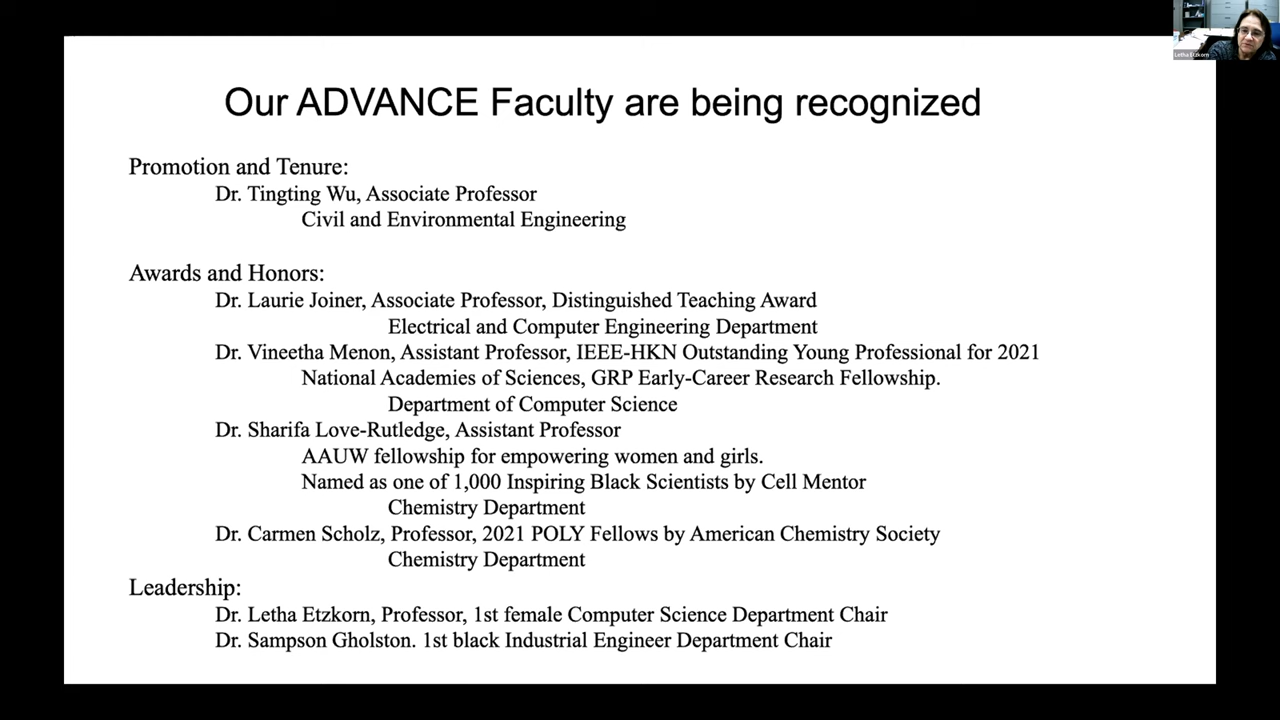 Our ADVANCE Faculty are being recognized
Letha Etzkorn
Promotion and Tenure:
Dr. Tingting Wu, Associate Professor
Civil and Environmental Engineering
Awards and Honors:
Dr. Laurie Joiner, Associate Professor, Distinguished Teaching Award
Electrical and Computer Engineering Department
Dr. Vineetha Menon, Assistant Professor, IEEE-HKN Outstanding Young Professional for 2021
National Academies of Sciences, GRP Early-Career Research Fellowship.
Department of Computer Science
Dr. Sharifa Love-Rutledge, Assistant Professor
AAUW fellowship for empowering women and girls.
Named as one of 1,000 Inspiring Black Scientists by Cell Mentor
Chemistry Department
Dr. Carmen Scholz, Professor, 2021 POLY Fellows by American Chemistry Society
Chemistry Department
Leadership:
Dr. Letha Etzkorn, Professor, 1st female Computer Science Department Chair
Dr. Sampson Gholston. 1st black Industrial Engineer Department Chair